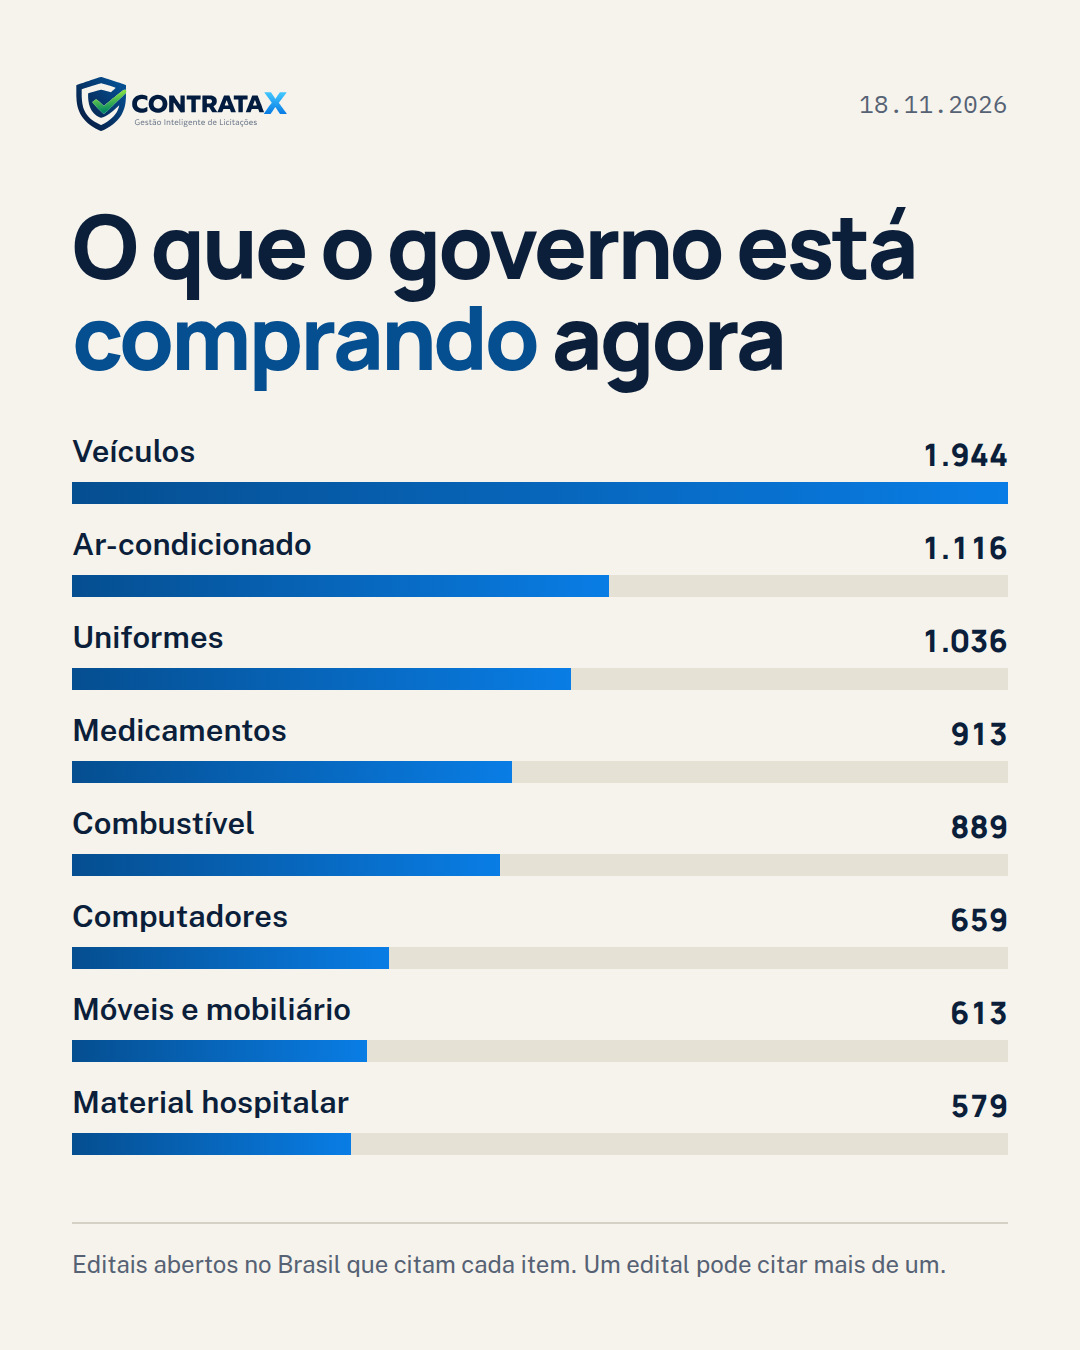 CONTRATAX
Gestão Inteligente de Licitações
18.11.2026
O que o governo está
comprando agora
Veículos 1.944
Ar-condicionado 1.116
Uniformes 1.036
Medicamentos 913
Combustível 889
Computadores 659
Móveis e mobiliário 613
Material hospitalar 579
Editais abertos no Brasil que citam cada item. Um edital pode citar mais de um.